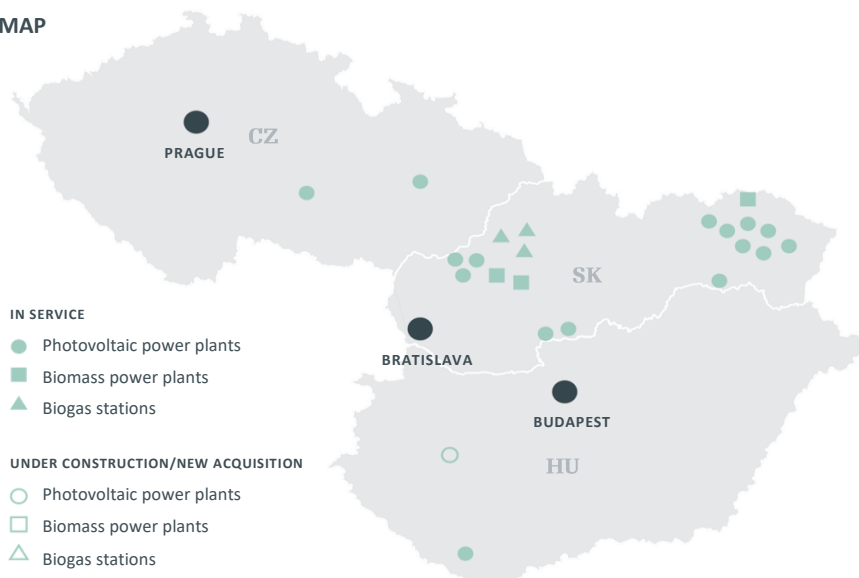 MAP
CZ
PRAGUE
SK
IN SERVICE
Photovoltaic power plants
Biomass power plants
Biogas stations
BRATISLAVA
BUDAPEST
HU
UNDER CONSTRUCTION/NEW ACQUISITION
Photovoltaic power plants
Biomass power plants
Biogas stations